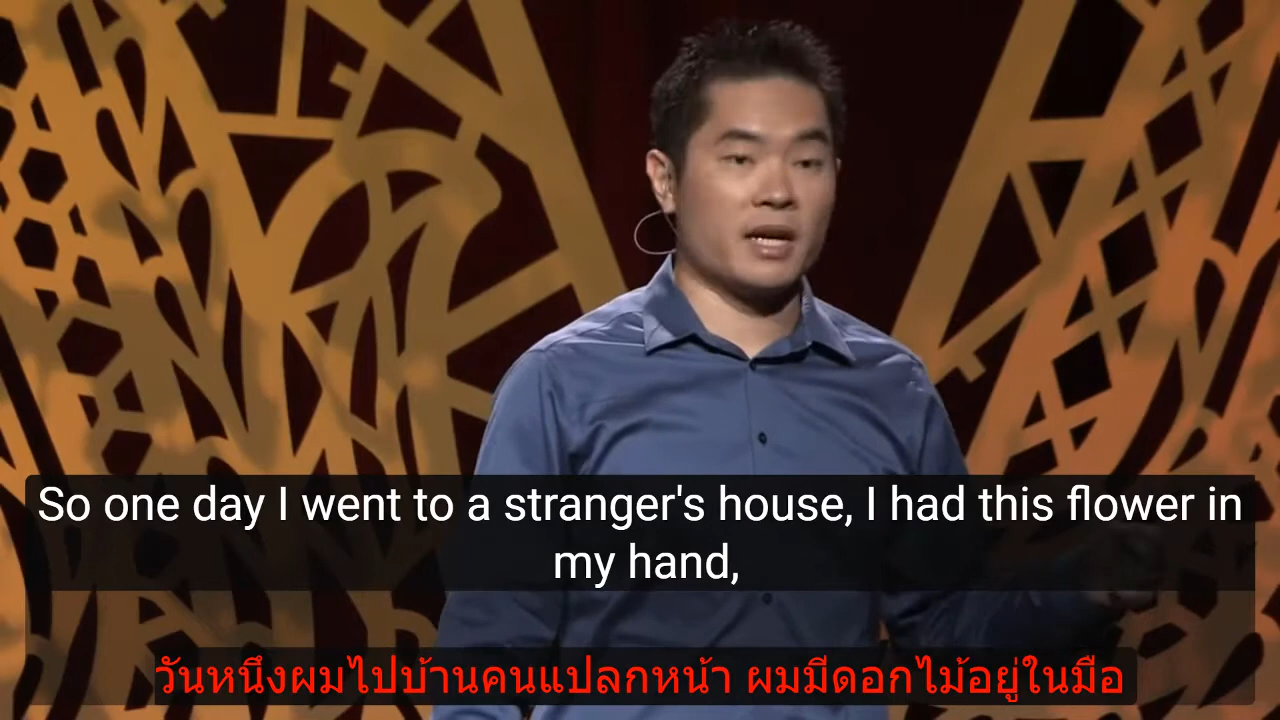 So one day I went to a stranger's house, I had this flower in
my hand,
วันหนึ่งผมไปบ้านคนแปลกหน้า ผมมีดอกไม้อยู่ในมือ